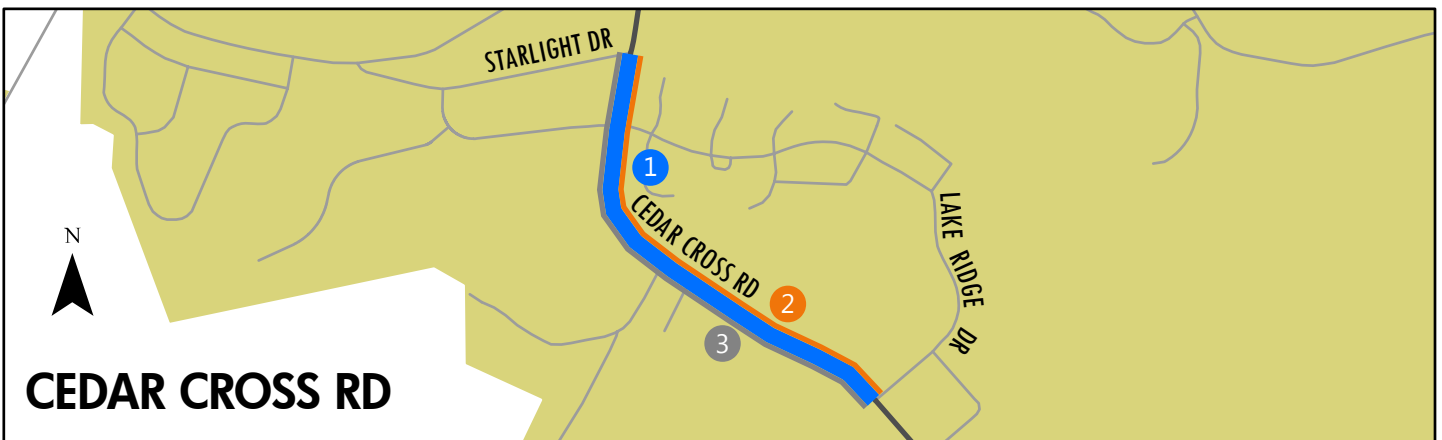 STARLIGHT DR
1
CEDAR CROSS RD
LAKE RIDGE DR
N
2
3
CEDAR CROSS RD